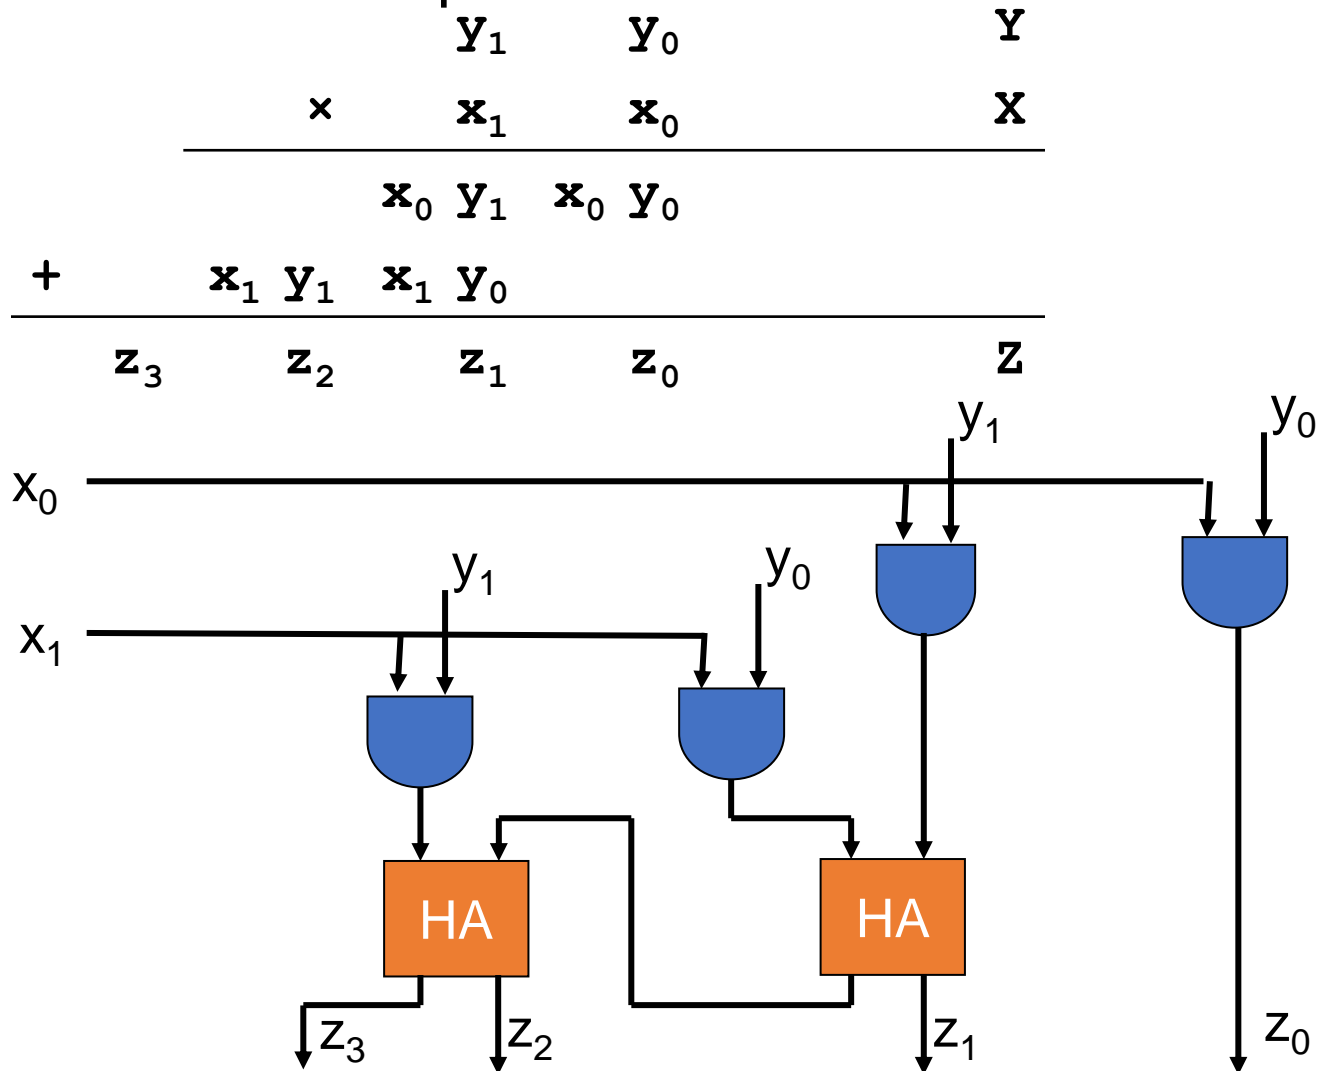 y₁ y₀ Y
× x₁ x₀ X
x₀ y₁ x₀ y₀
+ x₁ y₁ x₁ y₀
z₃ z₂ z₁ z₀ Z
y₁ y₀
x₀
y₁ y₀
x₁
HA HA
z₃ z₂ z₁ z₀